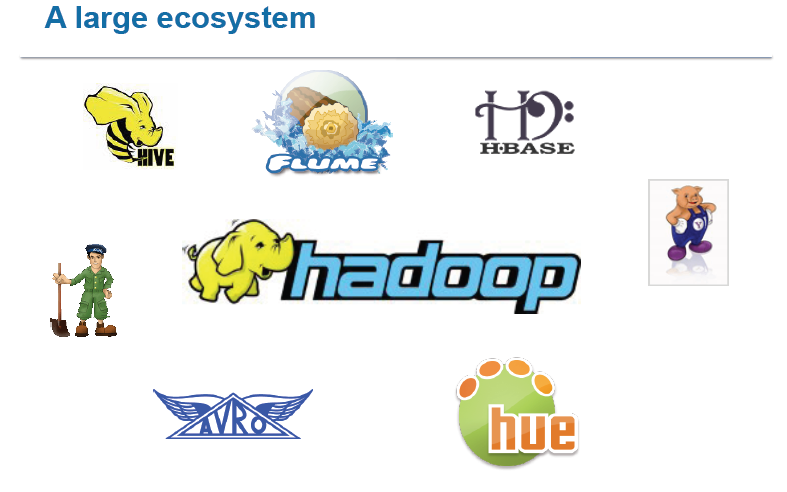 A large ecosystem
HIVE
FLUME
H·BASE
hadoop
Y
AVRO
hue